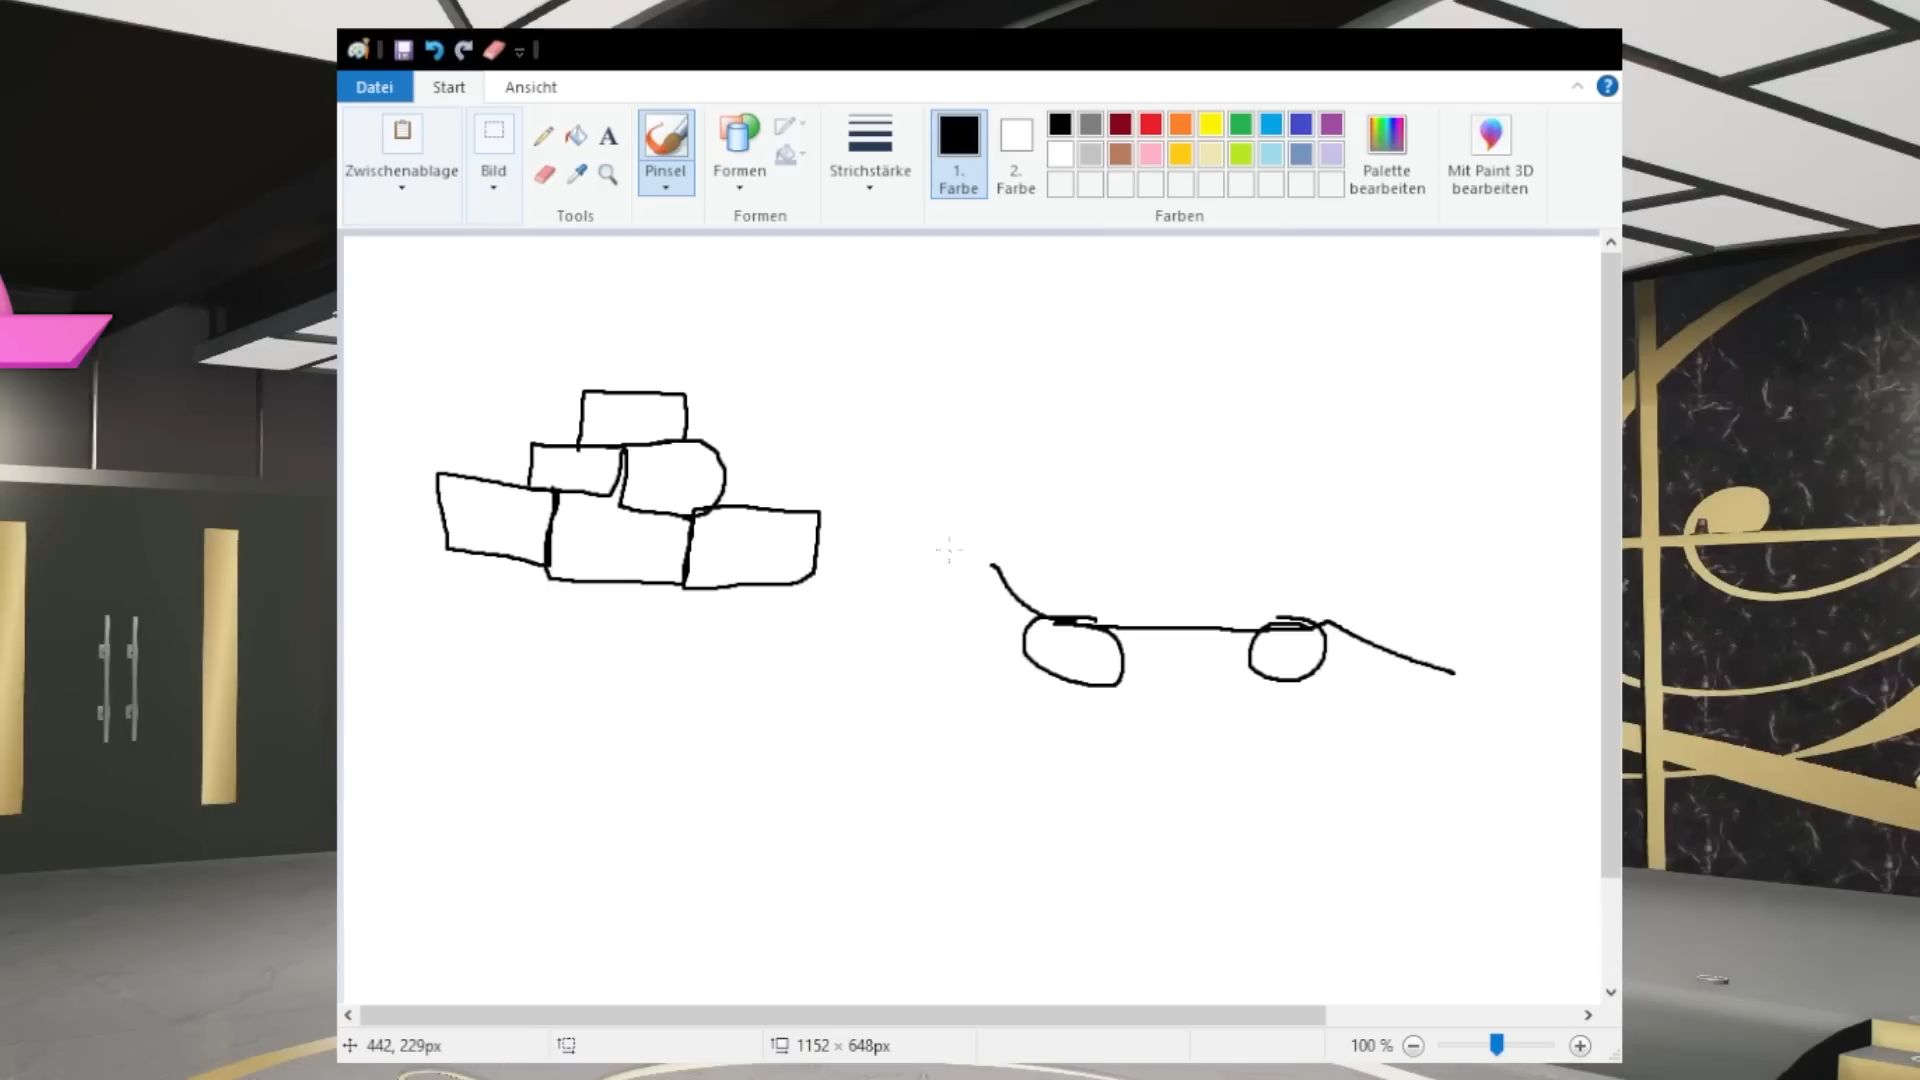 Datei Start Ansicht
Zwischenablage Bild Pinsel Formen Strichstärke 1. Farbe 2. Farbe Palette bearbeiten Mit Paint 3D bearbeiten
Tools Formen Farben
442, 229px 1152 × 648px 100 %